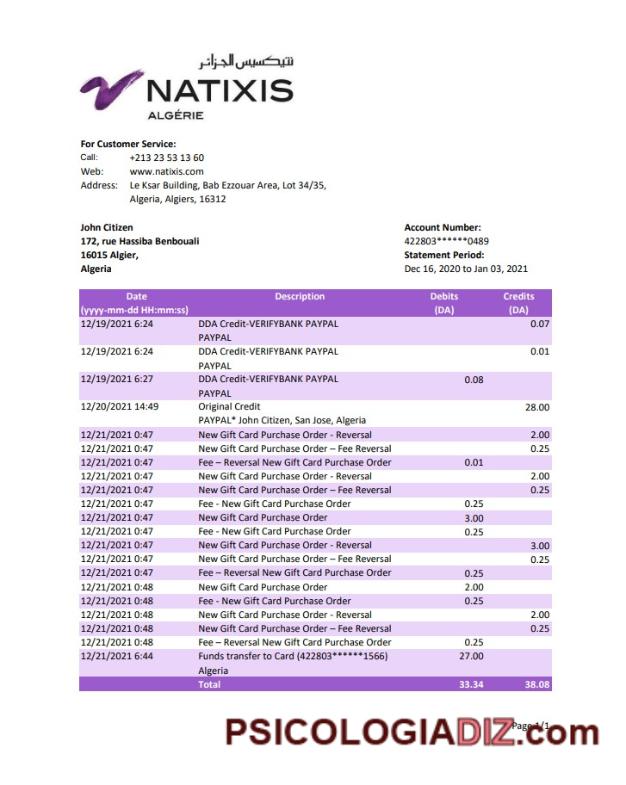 نتيكسيس الجزائر
NATIXIS
ALGÉRIE
For Customer Service:
Call: +213 23 53 13 60
Web: www.natixis.com
Address: Le Ksar Building, Bab Ezzouar Area, Lot 34/35,
Algeria, Algiers, 16312
John Citizen
172, rue Hassiba Benbouali
16015 Algier,
Algeria
Account Number:
422803******0489
Statement Period:
Dec 16, 2020 to Jan 03, 2021
Date Description Debits Credits
(yyyy-mm-dd HH:mm:ss) (DA) (DA)
12/19/2021 6:24 DDA Credit-VERIFYBANK PAYPAL 0.07
PAYPAL
12/19/2021 6:24 DDA Credit-VERIFYBANK PAYPAL 0.01
PAYPAL
12/19/2021 6:27 DDA Credit-VERIFYBANK PAYPAL 0.08
PAYPAL
12/20/2021 14:49 Original Credit 28.00
PAYPAL* John Citizen, San Jose, Algeria
12/21/2021 0:47 New Gift Card Purchase Order - Reversal 2.00
12/21/2021 0:47 New Gift Card Purchase Order – Fee Reversal 0.25
12/21/2021 0:47 Fee – Reversal New Gift Card Purchase Order 0.01
12/21/2021 0:47 New Gift Card Purchase Order - Reversal 2.00
12/21/2021 0:47 New Gift Card Purchase Order – Fee Reversal 0.25
12/21/2021 0:47 Fee - New Gift Card Purchase Order 0.25
12/21/2021 0:47 New Gift Card Purchase Order 3.00
12/21/2021 0:47 Fee - New Gift Card Purchase Order 0.25
12/21/2021 0:47 New Gift Card Purchase Order - Reversal 3.00
12/21/2021 0:47 New Gift Card Purchase Order – Fee Reversal 0.25
12/21/2021 0:47 Fee – Reversal New Gift Card Purchase Order 0.25
12/21/2021 0:48 New Gift Card Purchase Order 2.00
12/21/2021 0:48 Fee - New Gift Card Purchase Order 0.25
12/21/2021 0:48 New Gift Card Purchase Order - Reversal 2.00
12/21/2021 0:48 New Gift Card Purchase Order – Fee Reversal 0.25
12/21/2021 0:48 Fee – Reversal New Gift Card Purchase Order 0.25
12/21/2021 6:44 Funds transfer to Card (422803******1566) 27.00
Algeria
Total 33.34 38.08
Page 1/1
PSICOLOGIADIZ.com